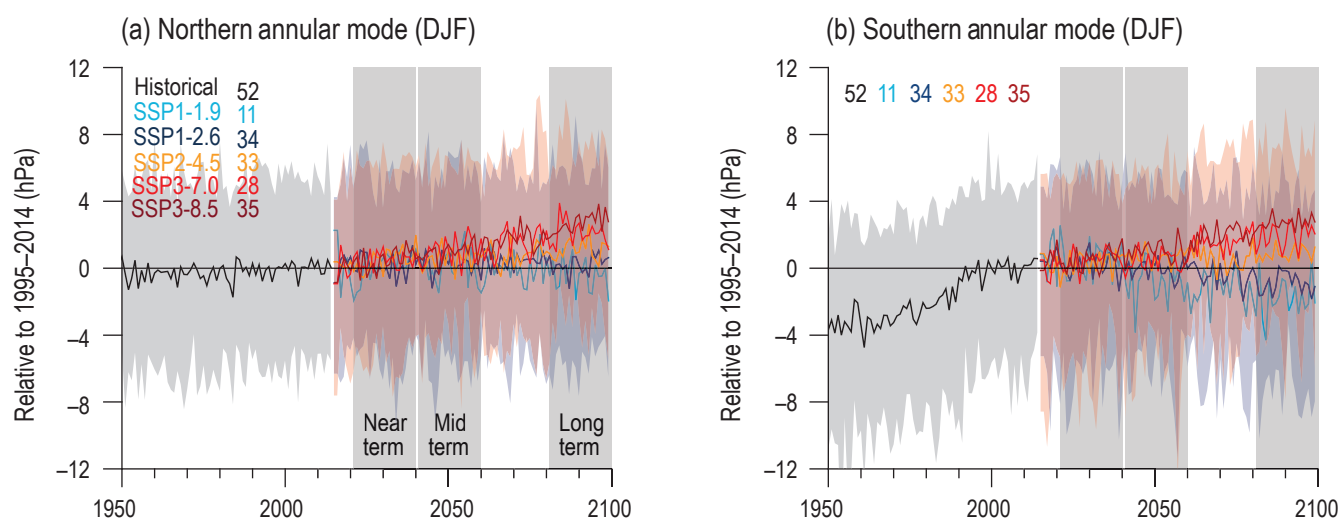 (a) Northern annular mode (DJF)
Relative to 1995–2014 (hPa)
12
8
4
0
–4
–8
–12
Historical 52
SSP1-1.9 11
SSP1-2.6 34
SSP2-4.5 33
SSP3-7.0 28
SSP3-8.5 35
Near term
Mid term
Long term
1950 2000 2050 2100
(b) Southern annular mode (DJF)
Relative to 1995–2014 (hPa)
12
8
4
0
–4
–8
–12
52 11 34 33 28 35
1950 2000 2050 2100